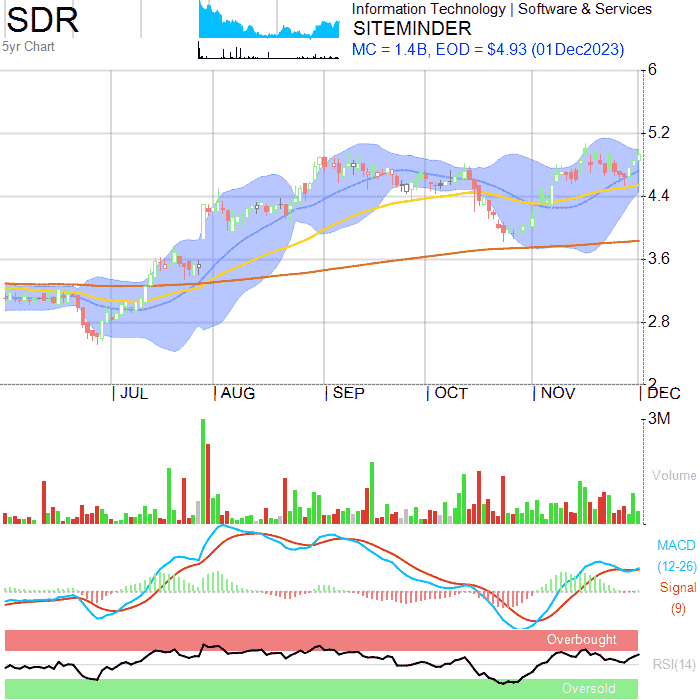 SDR
5yr Chart
Information Technology | Software & Services
SITEMINDER
MC = 1.4B, EOD = $4.93 (01Dec2023)
6
5.2
4.4
3.6
2.8
2
| JUL | AUG | SEP | OCT | NOV | DEC
3M
Volume
MACD
(12-26)
Signal
(9)
Overbought
RSI(14)
Oversold